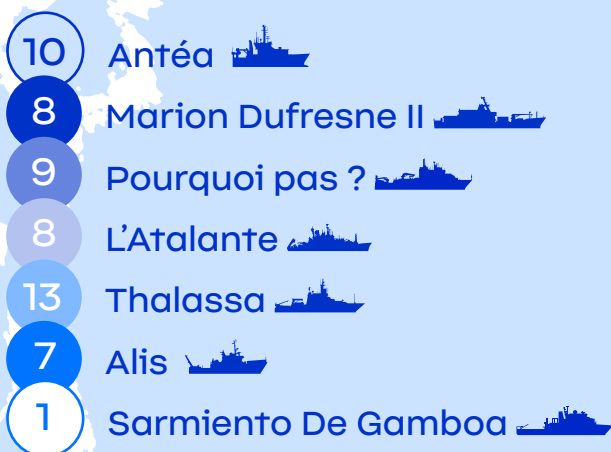 10 Antéa
8 Marion Dufresne II
9 Pourquoi pas ?
8 L’Atalante
13 Thalassa
7 Alis
1 Sarmiento De Gamboa